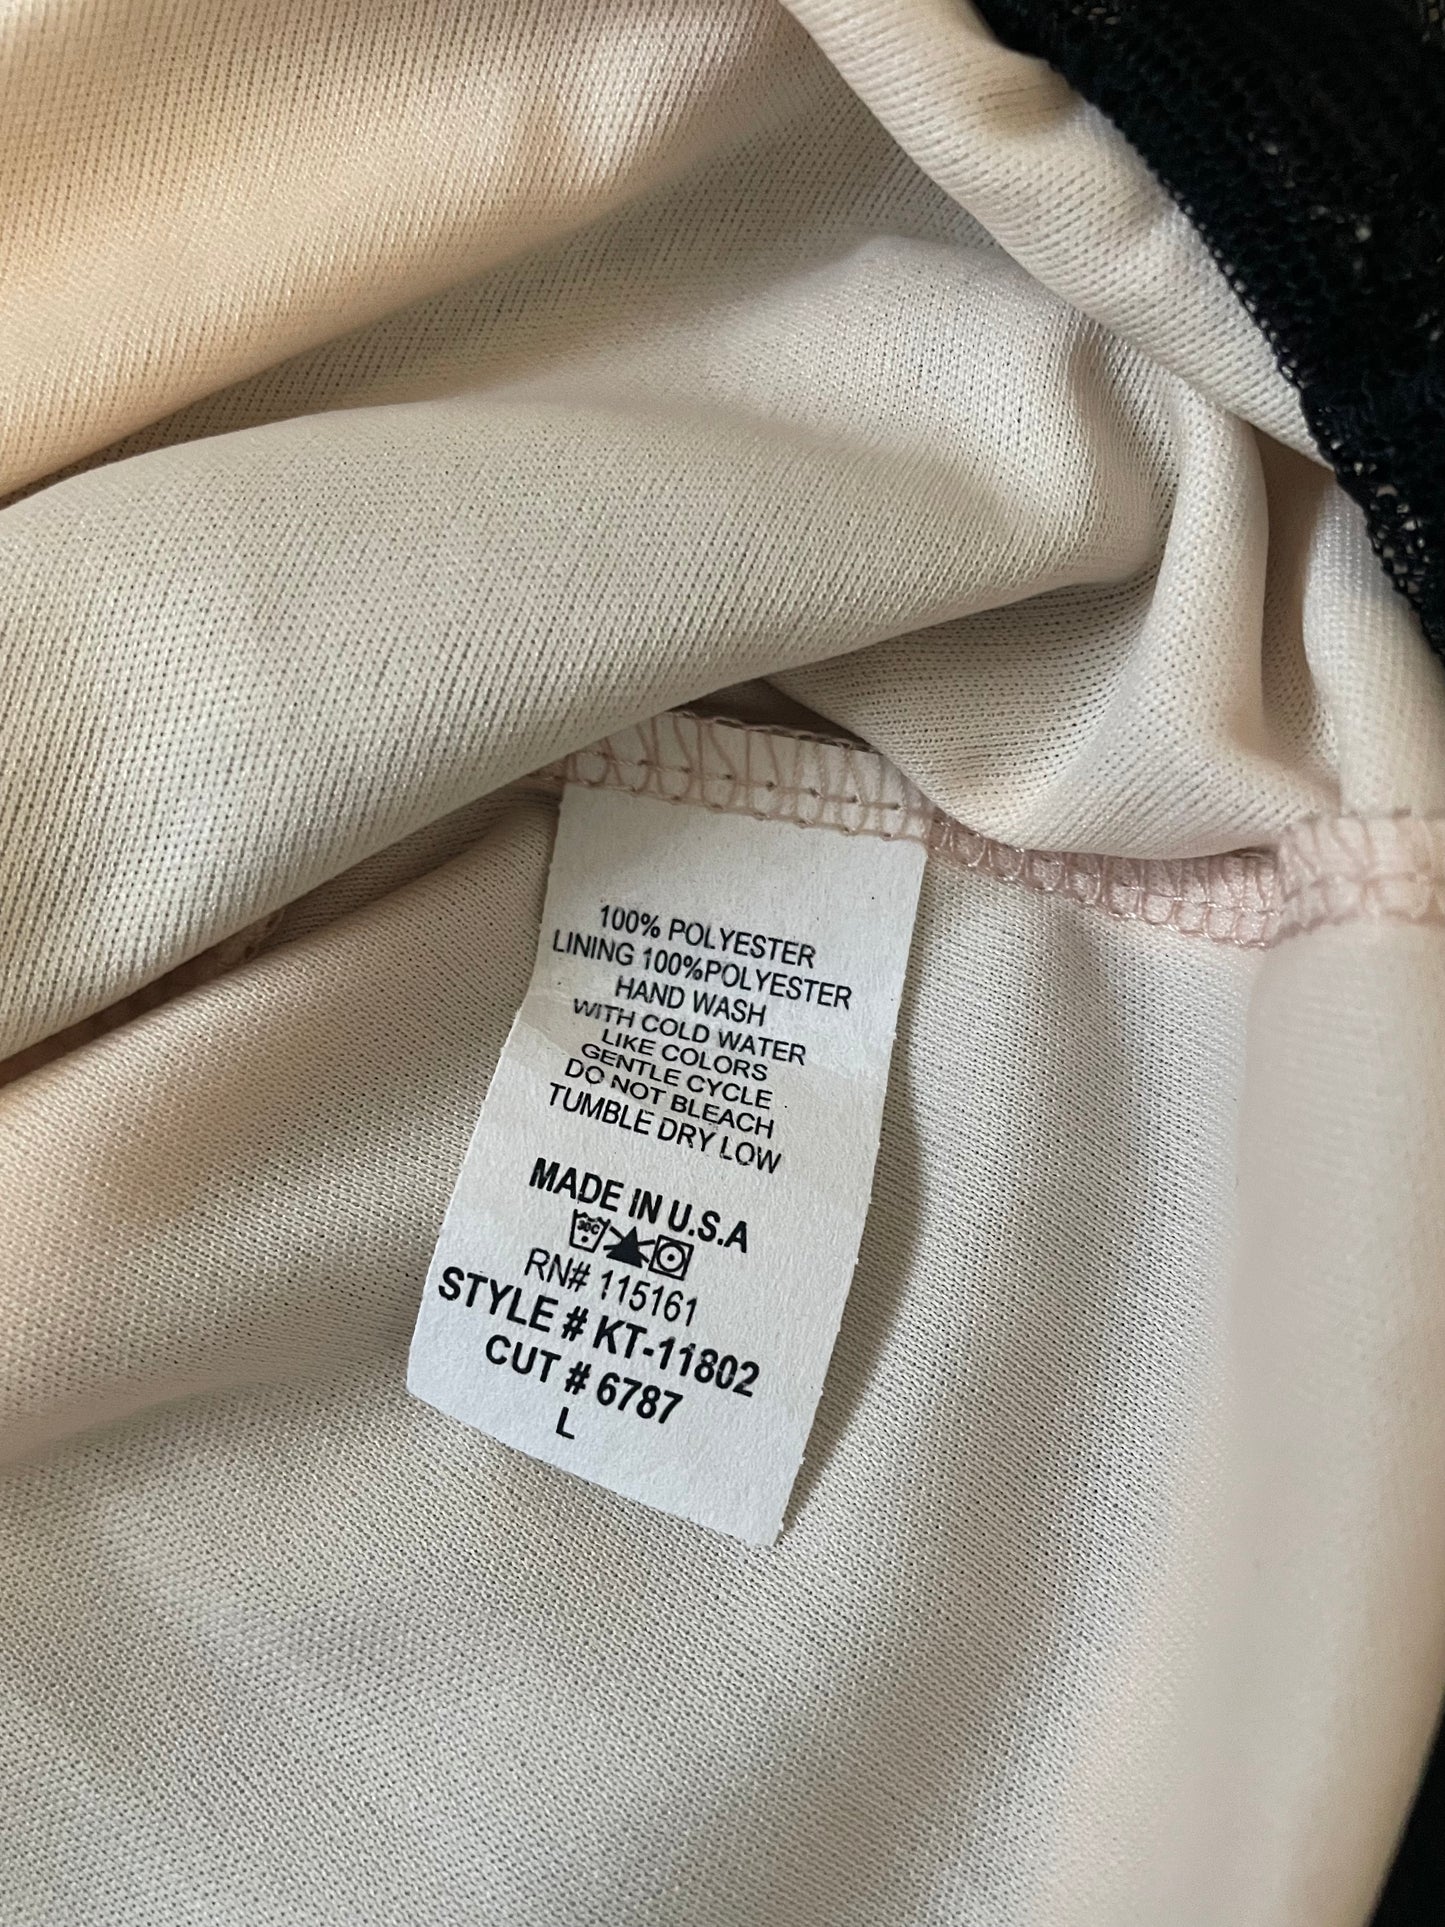 100% POLYESTER
LINING 100%POLYESTER
HAND WASH
WITH COLD WATER
LIKE COLORS
GENTLE CYCLE
DO NOT BLEACH
TUMBLE DRY LOW
MADE IN U.S.A
30C
RN# 115161
STYLE # KT-11802
CUT # 6787
L